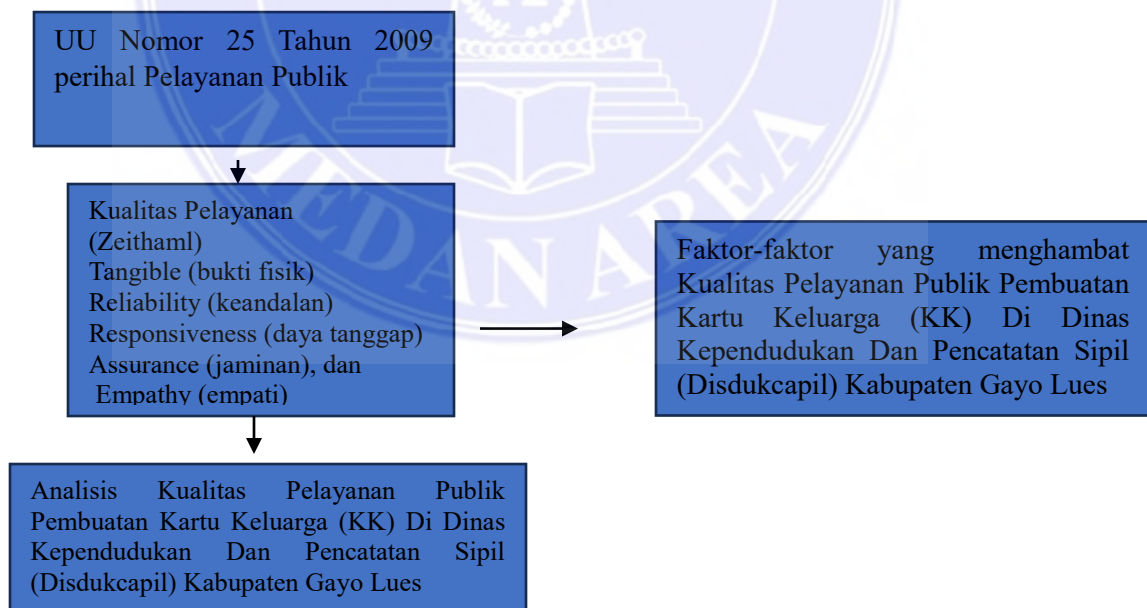 UU Nomor 25 Tahun 2009
perihal Pelayanan Publik
Kualitas Pelayanan
(Zeithaml)
Tangible (bukti fisik)
Reliability (keandalan)
Responsiveness (daya tanggap)
Assurance (jaminan), dan
Empathy (empati)
Faktor-faktor yang menghambat
Kualitas Pelayanan Publik Pembuatan
Kartu Keluarga (KK) Di Dinas
Kependudukan Dan Pencatatan Sipil
(Disdukcapil) Kabupaten Gayo Lues
Analisis Kualitas Pelayanan Publik
Pembuatan Kartu Keluarga (KK) Di Dinas
Kependudukan Dan Pencatatan Sipil
(Disdukcapil) Kabupaten Gayo Lues
MEDAN AREA